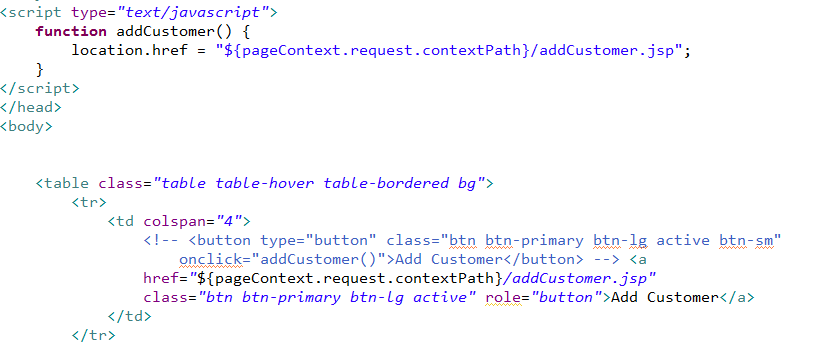 <script type="text/javascript">
    function addCustomer() {
        location.href = "${pageContext.request.contextPath}/addCustomer.jsp";
    }
</script>
</head>
<body>
    <table class="table table-hover table-bordered bg">
        <tr>
            <td colspan="4">
                <!-- <button type="button" class="btn btn-primary btn-lg active btn-sm"
                    onclick="addCustomer()">Add Customer</button> --> <a
                href="${pageContext.request.contextPath}/addCustomer.jsp"
                class="btn btn-primary btn-lg active" role="button">Add Customer</a>
            </td>
        </tr>